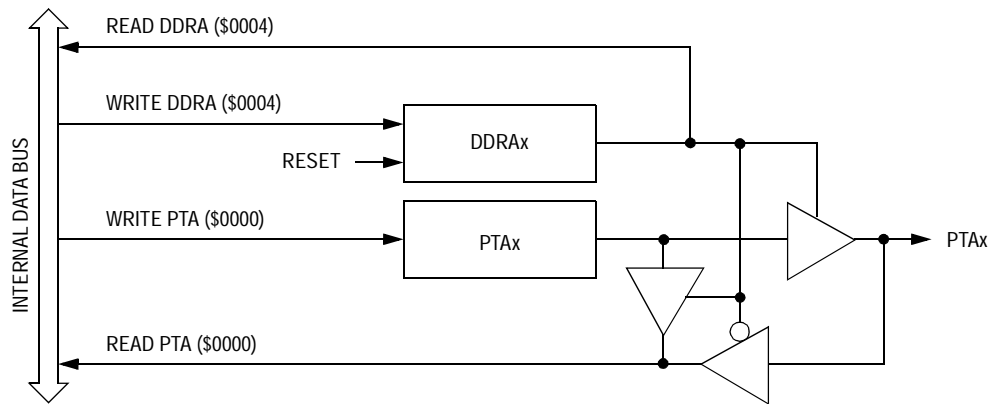 READ DDRA ($0004)
WRITE DDRA ($0004)
DDRAx
RESET
WRITE PTA ($0000)
PTAx
PTAx
READ PTA ($0000)
INTERNAL DATA BUS